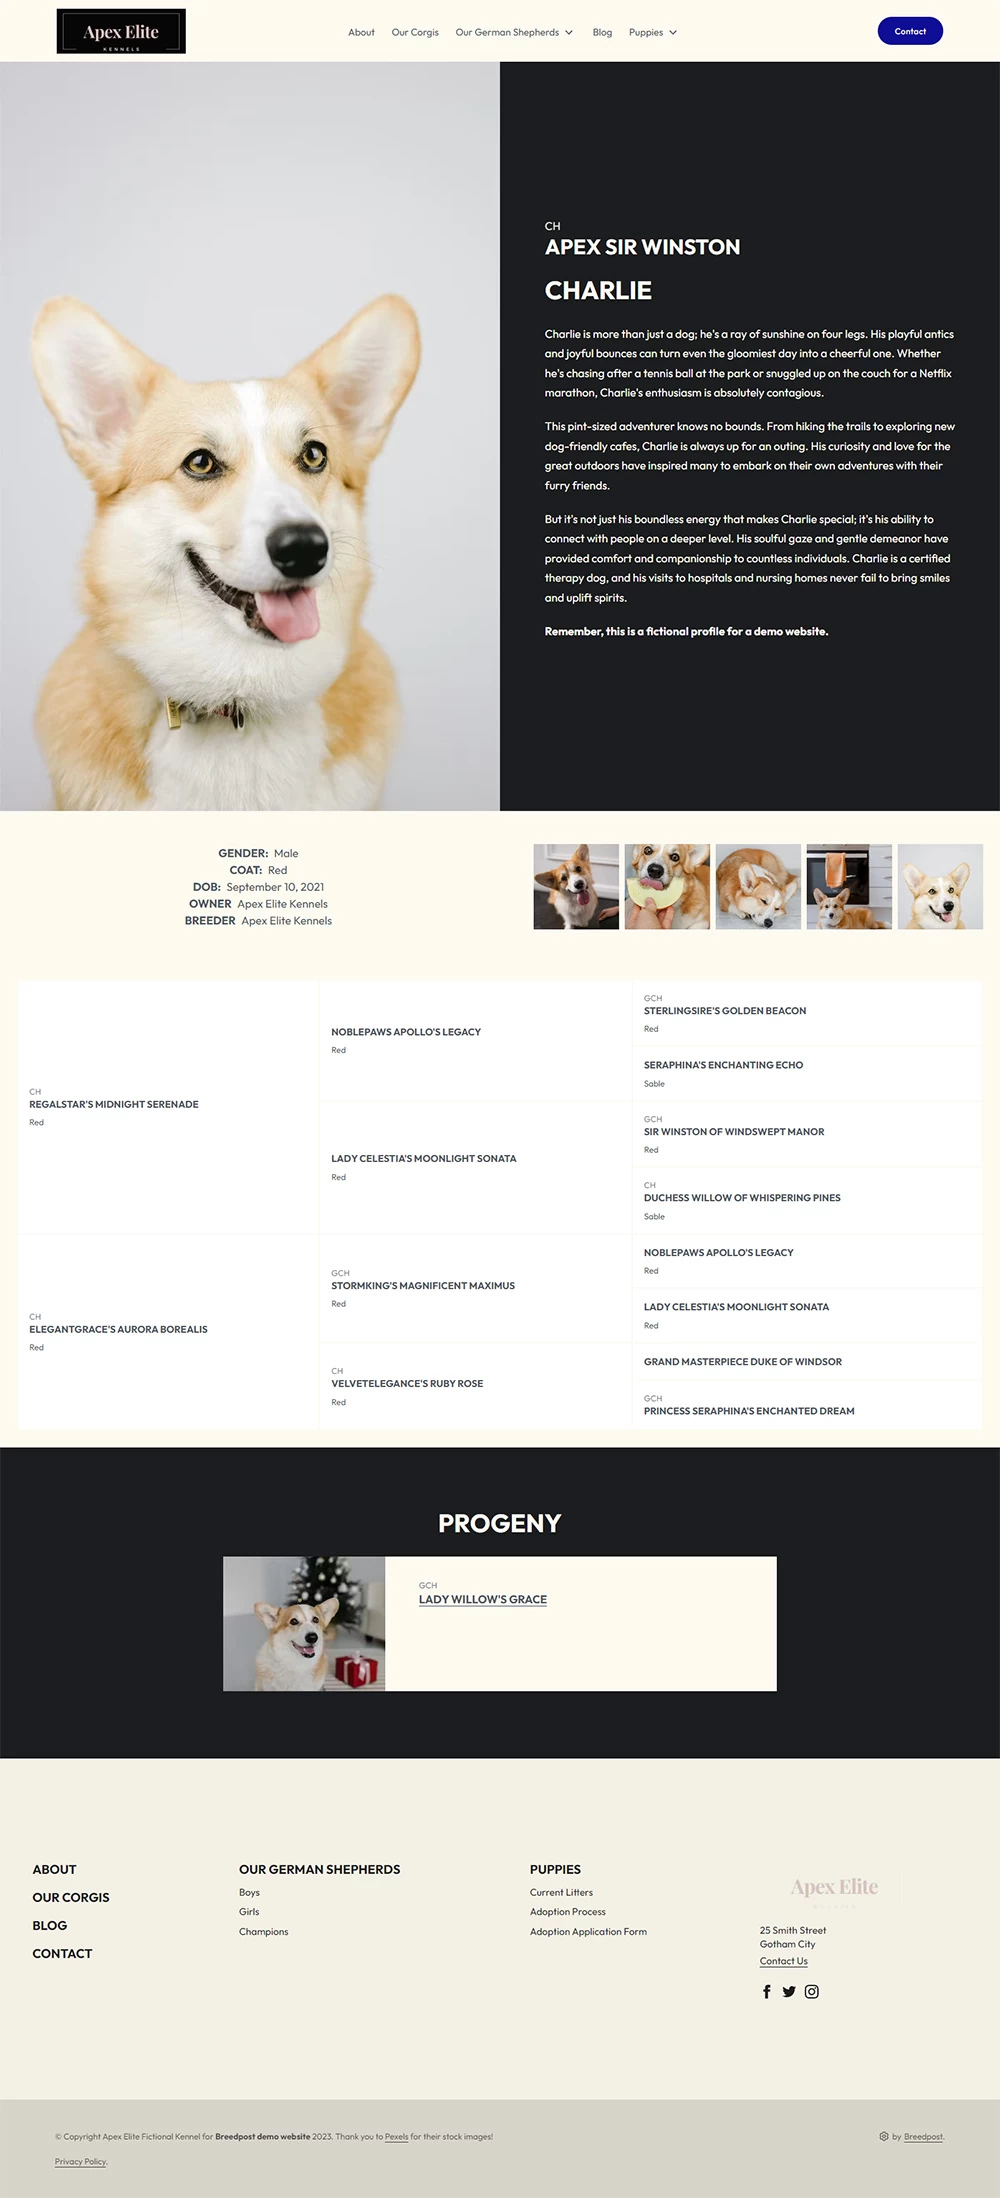 Apex Elite
KENNELS
About
Our Corgis
Our German Shepherds
Blog
Puppies
Contact
CH
APEX SIR WINSTON
CHARLIE
Charlie is more than just a dog; he's a ray of sunshine on four legs. His playful antics
and joyful bounces can turn even the gloomiest day into a cheerful one. Whether
he's chasing after a tennis ball at the park or snuggled up on the couch for a Netflix
marathon, Charlie's enthusiasm is absolutely contagious.
This pint-sized adventurer knows no bounds. From hiking the trails to exploring new
dog-friendly cafes, Charlie is always up for an outing. His curiosity and love for the
great outdoors have inspired many to embark on their own adventures with their
furry friends.
But it's not just his boundless energy that makes Charlie special; it's his ability to
connect with people on a deeper level. His soulful gaze and gentle demeanor have
provided comfort and companionship to countless individuals. Charlie is a certified
therapy dog, and his visits to hospitals and nursing homes never fail to bring smiles
and uplift spirits.
Remember, this is a fictional profile for a demo website.
GENDER: Male
COAT: Red
DOB: September 10, 2021
OWNER Apex Elite Kennels
BREEDER Apex Elite Kennels
CH
REGALSTAR'S MIDNIGHT SERENADE
Red
NOBLEPAWS APOLLO'S LEGACY
Red
GCH
STERLINGSIRE'S GOLDEN BEACON
Red
SERAPHINA'S ENCHANTING ECHO
Sable
LADY CELESTIA'S MOONLIGHT SONATA
Red
GCH
SIR WINSTON OF WINDSWEPT MANOR
Red
CH
DUCHESS WILLOW OF WHISPERING PINES
Sable
CH
ELEGANTGRACE'S AURORA BOREALIS
Red
GCH
STORMKING'S MAGNIFICENT MAXIMUS
Red
NOBLEPAWS APOLLO'S LEGACY
Red
LADY CELESTIA'S MOONLIGHT SONATA
Red
CH
VELVETELEGANCE'S RUBY ROSE
Red
GRAND MASTERPIECE DUKE OF WINDSOR
GCH
PRINCESS SERAPHINA'S ENCHANTED DREAM
PROGENY
GCH
LADY WILLOW'S GRACE
ABOUT
OUR CORGIS
BLOG
CONTACT
OUR GERMAN SHEPHERDS
Boys
Girls
Champions
PUPPIES
Current Litters
Adoption Process
Adoption Application Form
Apex Elite
25 Smith Street
Gotham City
Contact Us
© Copyright Apex Elite Fictional Kennel for Breedpost demo website 2023. Thank you to Pexels for their stock images!
by Breedpost.
Privacy Policy.